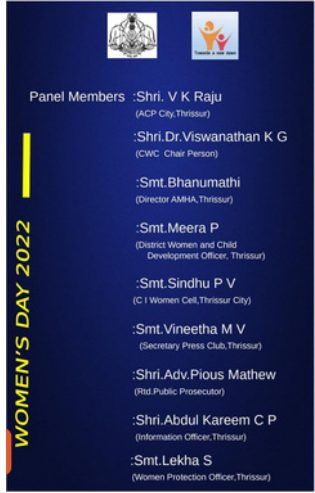 Towards a new dawn
Panel Members :Shri. V K Raju
(ACP City,Thrissur)
:Shri.Dr.Viswanathan K G
(CWC Chair Person)
:Smt.Bhanumathi
(Director AMHA,Thrissur)
:Smt.Meera P
(District Women and Child
Development Officer, Thrissur)
:Smt.Sindhu P V
(C I Women Cell,Thrissur City)
:Smt.Vineetha M V
(Secretary Press Club,Thrissur)
:Shri.Adv.Pious Mathew
(Rtd.Public Prosecutor)
:Shri.Abdul Kareem C P
(Information Officer,Thrissur)
:Smt.Lekha S
(Women Protection Officer,Thrissur)
WOMEN'S DAY 2022